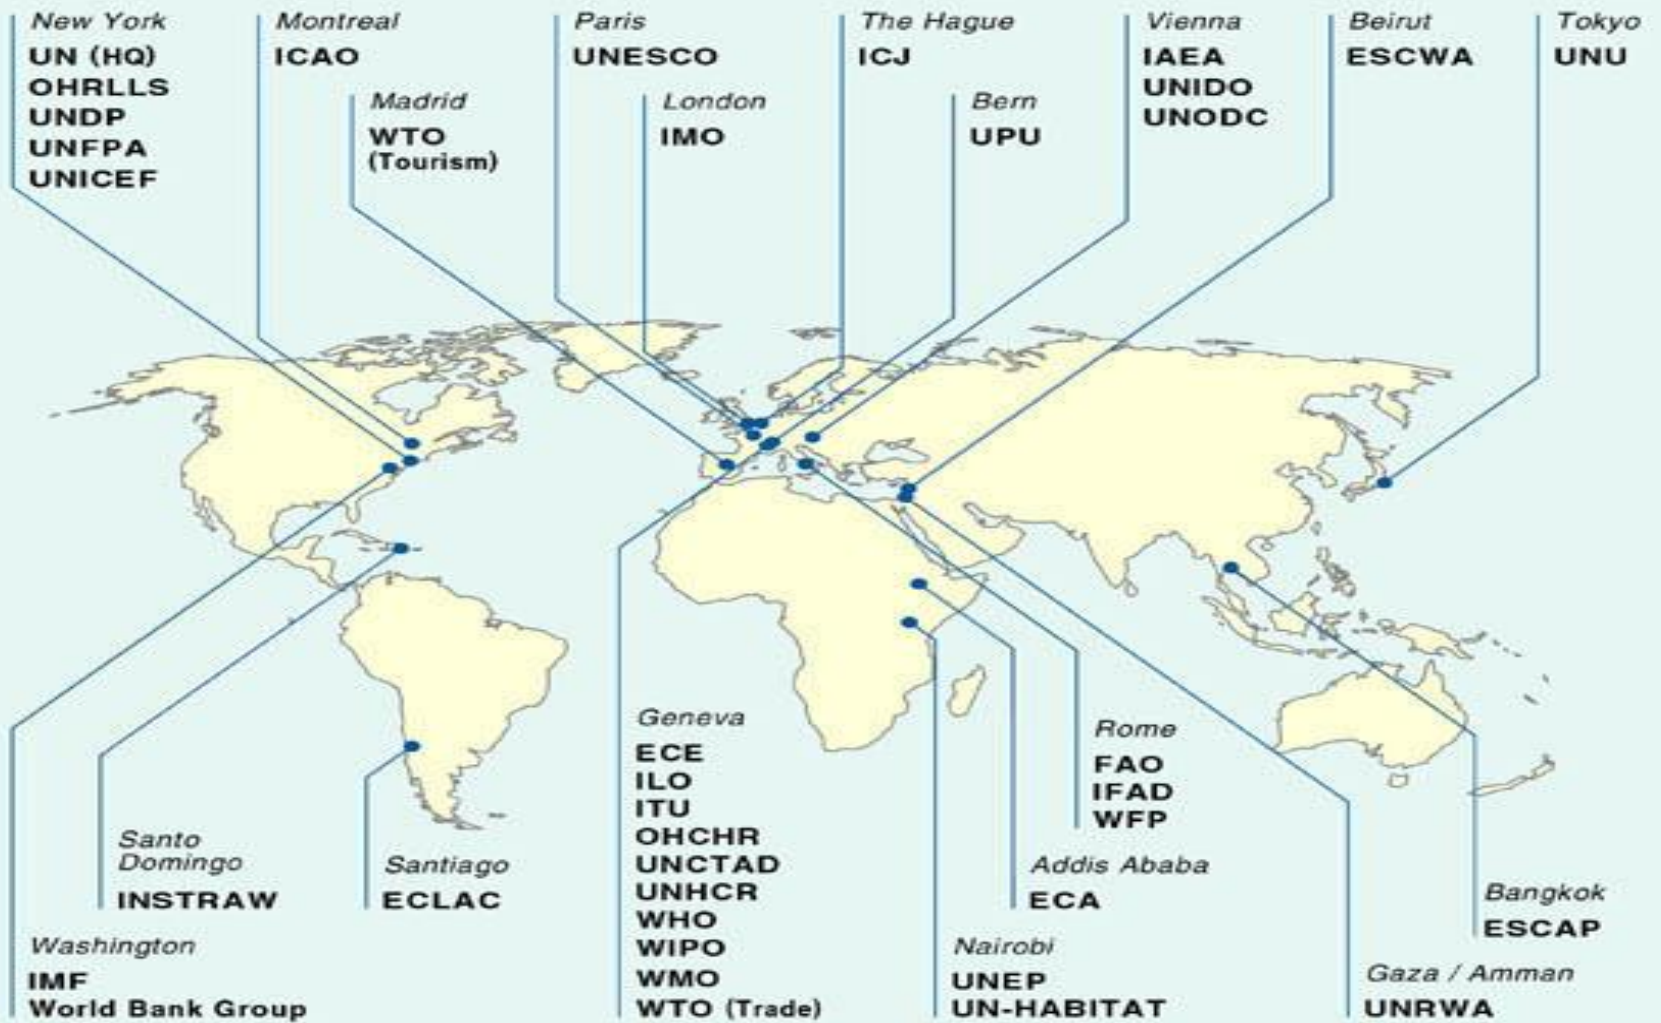 New York
UN (HQ)
OHRLLS
UNDP
UNFPA
UNICEF
Montreal
ICAO
Madrid
WTO
(Tourism)
Paris
UNESCO
London
IMO
The Hague
ICJ
Bern
UPU
Vienna
IAEA
UNIDO
UNODC
Beirut
ESCWA
Tokyo
UNU
Washington
IMF
World Bank Group
Santo
Domingo
INSTRAW
Santiago
ECLAC
Geneva
ECE
ILO
ITU
OHCHR
UNCTAD
UNHCR
WHO
WIPO
WMO
WTO (Trade)
Nairobi
UNEP
UN-HABITAT
Addis Ababa
ECA
Rome
FAO
IFAD
WFP
Gaza / Amman
UNRWA
Bangkok
ESCAP